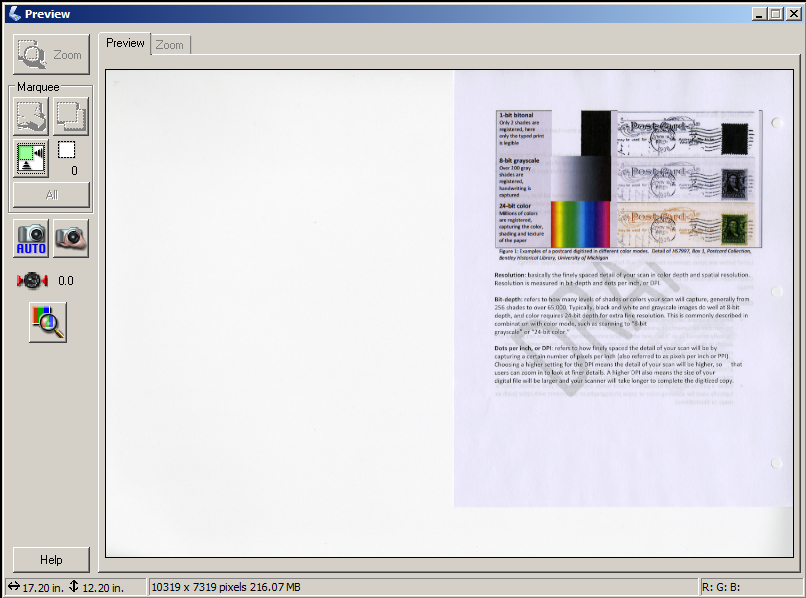 Preview
Preview
Zoom
Zoom
Marquee
0
All
AUTO
0.0
Help
1-bit bitonal
Only 2 shades are
registered, here
only the typed print
is legible
8-bit grayscale
Over 200 gray
shades are
registered,
handwriting is
captured
24-bit color
Millions of colors
are registered,
capturing the color,
shading and texture
of the paper
PostCard
PostCard
PostCard
Figure 1: Examples of a postcard digitized in different color modes. Detail of HS7997, Box 1, Postcard Collection,
Bentley Historical Library, University of Michigan
Resolution: basically the finely spaced detail of your scan in color depth and spatial resolution.
Resolution is measured in bit-depth and dots per inch, or DPI.
Bit-depth: refers to how many levels of shades or colors your scan will capture, generally from
256 shades to over 65,000. Typically, black and white and grayscale images do well at 8-bit
depth, and color requires 24-bit depth for extra fine resolution. This is commonly described in
combination with color mode, such as scanning to "8-bit
grayscale" or "24-bit color."
Dots per inch, or DPI: refers to how finely spaced the detail of your scan will be by
capturing a certain number of pixels per inch (also referred to as pixels per inch or PPI).
Choosing a higher setting for the DPI means the detail of your scan will be higher, so that
users can zoom in to look at finer details. A higher DPI also means the size of your
digital file will be larger and your scanner will take longer to complete the digitized copy.
DRAFT
17.20 in. 12.20 in.
10319 x 7319 pixels 216.07 MB
R: G: B: